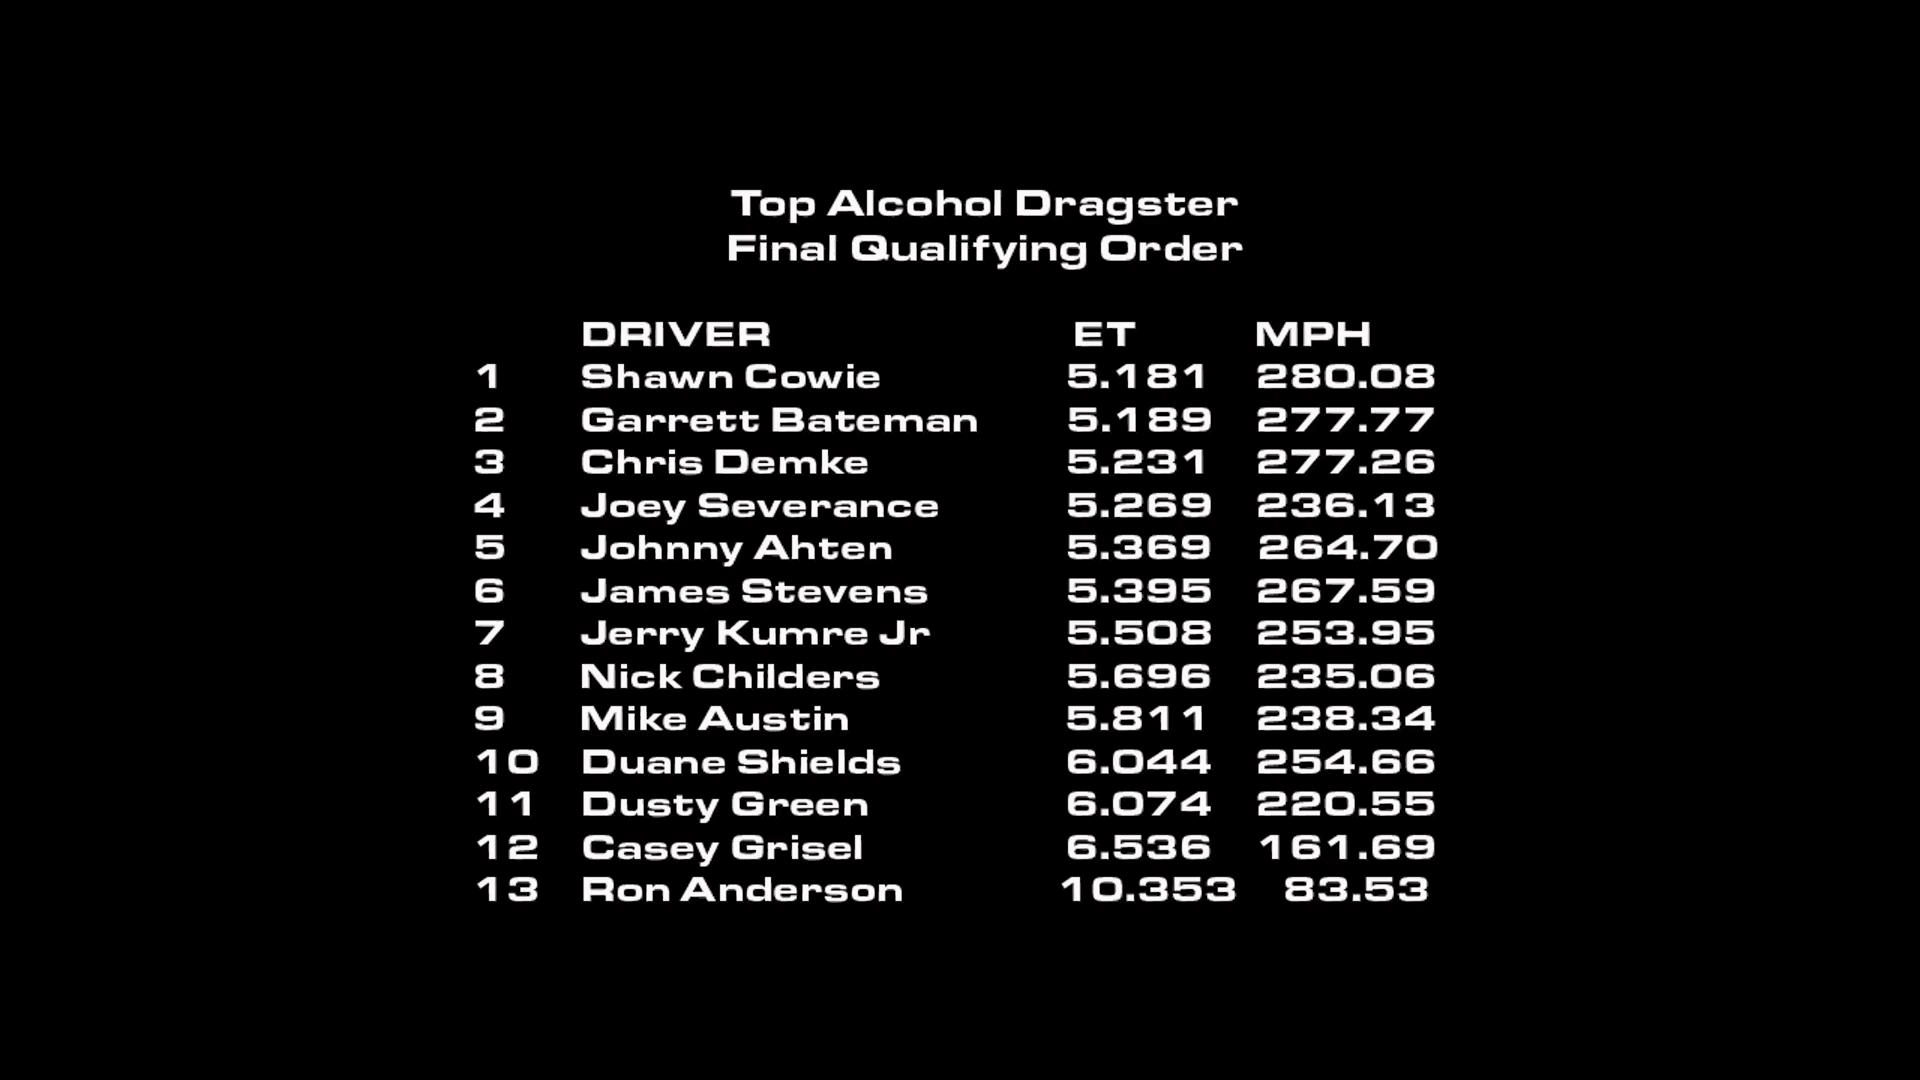 Top Alcohol Dragster
Final Qualifying Order
DRIVER ET MPH
1 Shawn Cowie 5.181 280.08
2 Garrett Bateman 5.189 277.77
3 Chris Demke 5.231 277.26
4 Joey Severance 5.269 236.13
5 Johnny Ahten 5.369 264.70
6 James Stevens 5.395 267.59
7 Jerry Kumre Jr 5.508 253.95
8 Nick Childers 5.696 235.06
9 Mike Austin 5.811 238.34
10 Duane Shields 6.044 254.66
11 Dusty Green 6.074 220.55
12 Casey Grisel 6.536 161.69
13 Ron Anderson 10.353 83.53